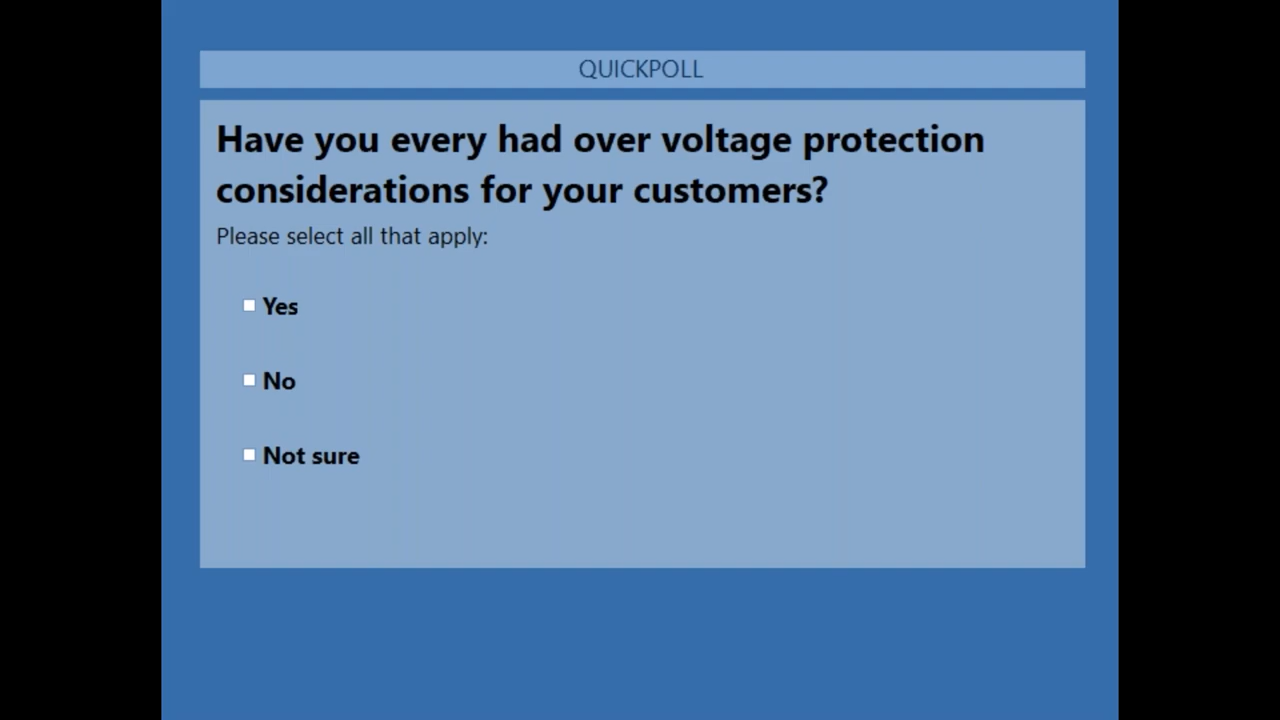 QUICKPOLL
Have you every had over voltage protection
considerations for your customers?
Please select all that apply:
Yes
No
Not sure